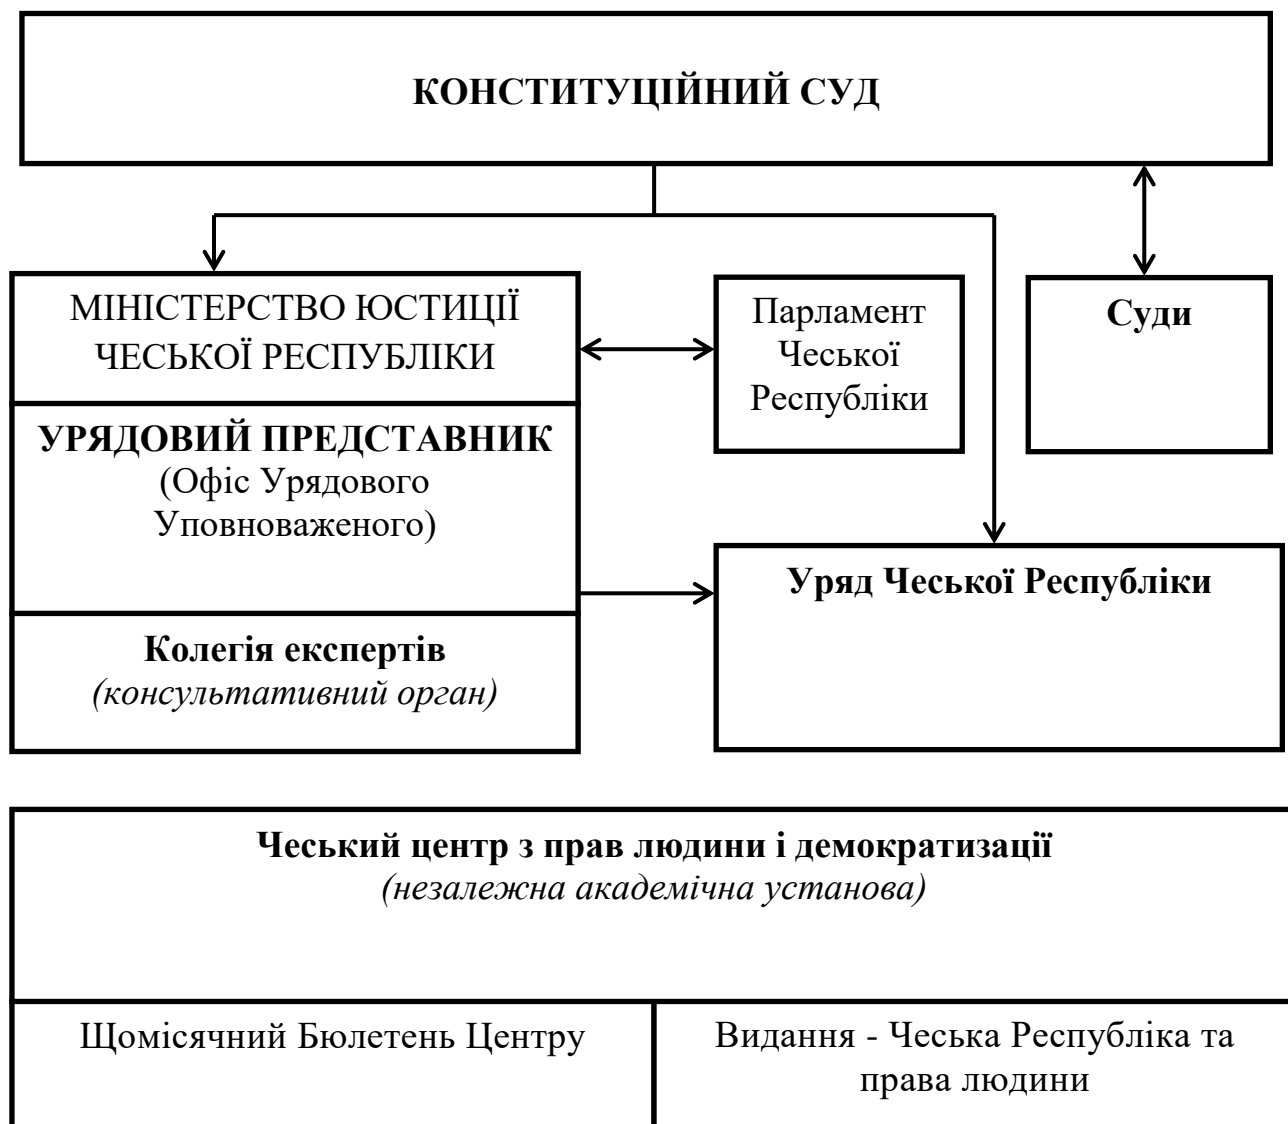 КОНСТИТУЦІЙНИЙ СУД
МІНІСТЕРСТВО ЮСТИЦІЇ
ЧЕСЬКОЇ РЕСПУБЛІКИ
Парламент
Чеської
Республіки
Суди
УРЯДОВИЙ ПРЕДСТАВНИК
(Офіс Урядового
Уповноваженого)
Уряд Чеської Республіки
Колегія експертів
(консультативний орган)
Чеський центр з прав людини і демократизації
(незалежна академічна установа)
Щомісячний Бюлетень Центру
Видання - Чеська Республіка та
права людини